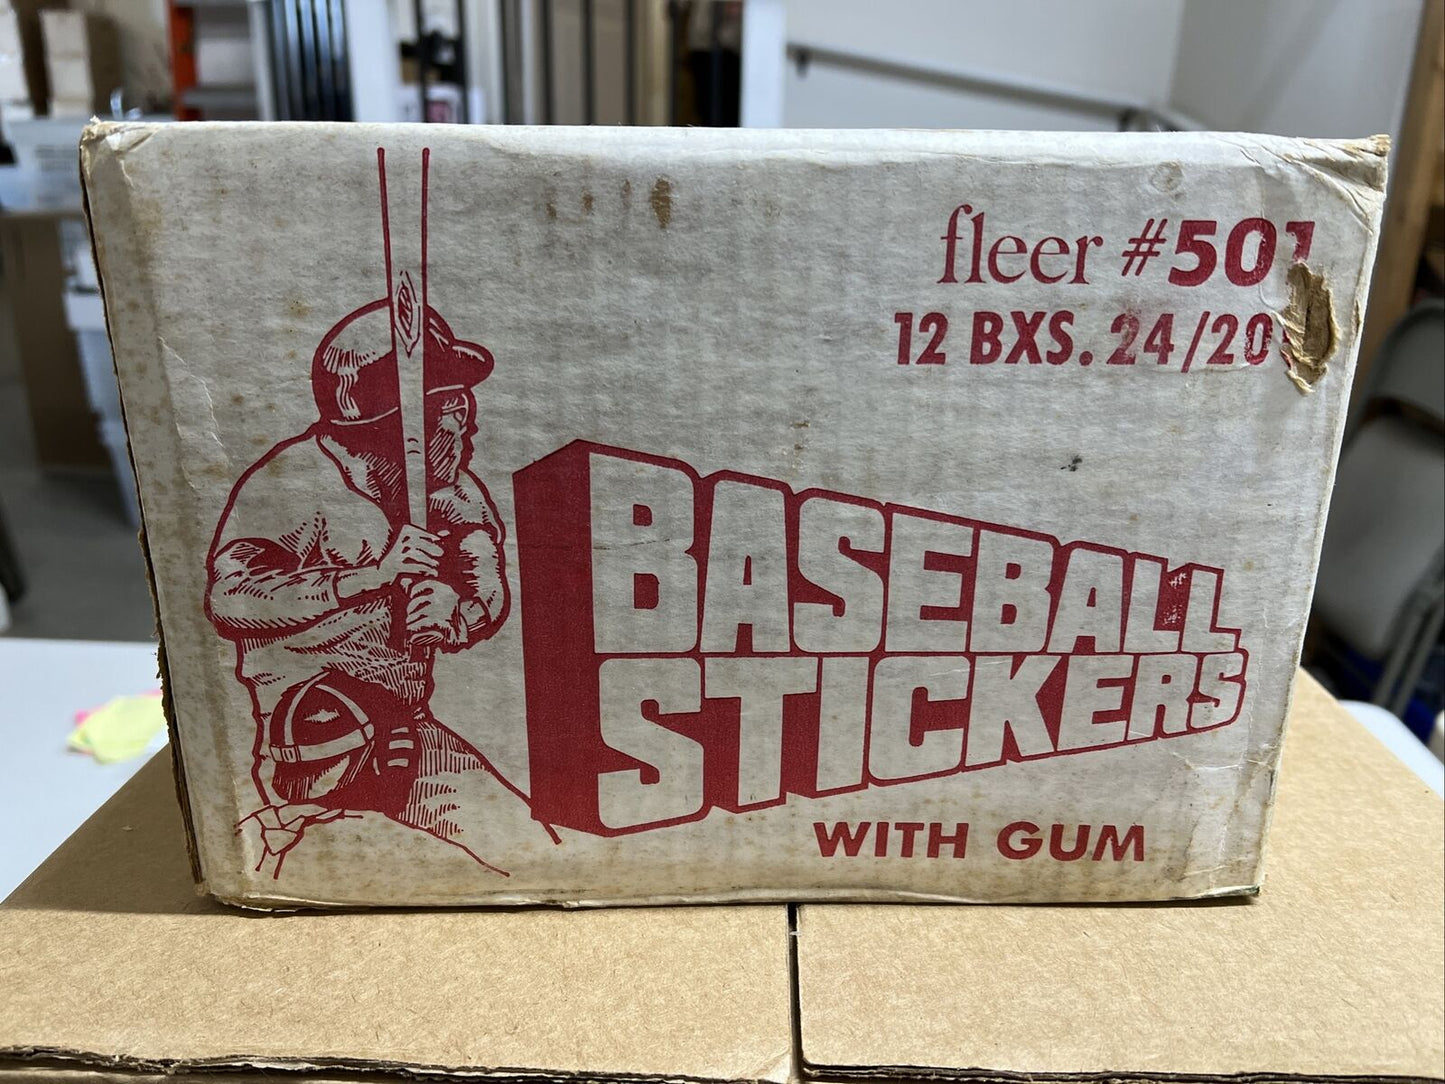 fleer #501
12 BXS. 24/20
BASEBALL
STICKERS
WITH GUM